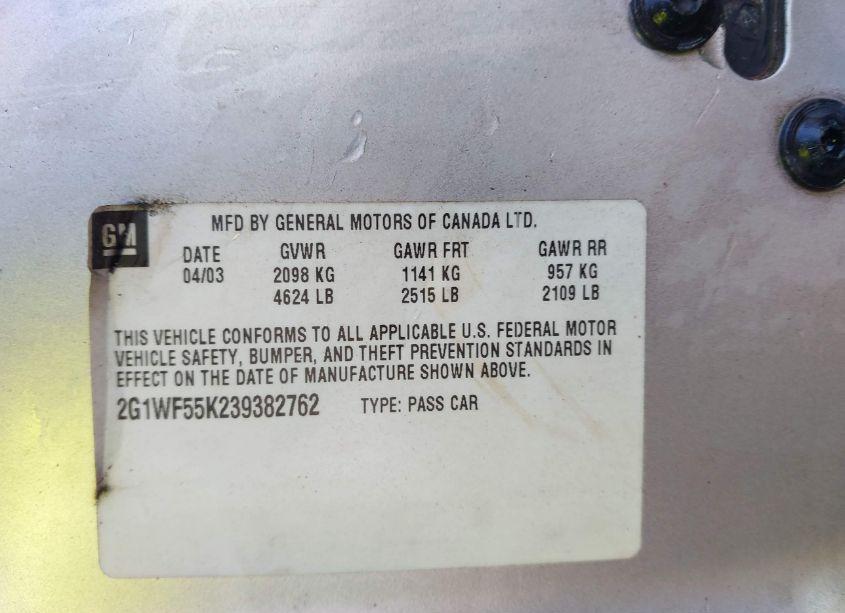 GM
MFD BY GENERAL MOTORS OF CANADA LTD.
DATE GVWR GAWR FRT GAWR RR
04/03 2098 KG 1141 KG 957 KG
4624 LB 2515 LB 2109 LB
THIS VEHICLE CONFORMS TO ALL APPLICABLE U.S. FEDERAL MOTOR
VEHICLE SAFETY, BUMPER, AND THEFT PREVENTION STANDARDS IN
EFFECT ON THE DATE OF MANUFACTURE SHOWN ABOVE.
2G1WF55K239382762 TYPE: PASS CAR